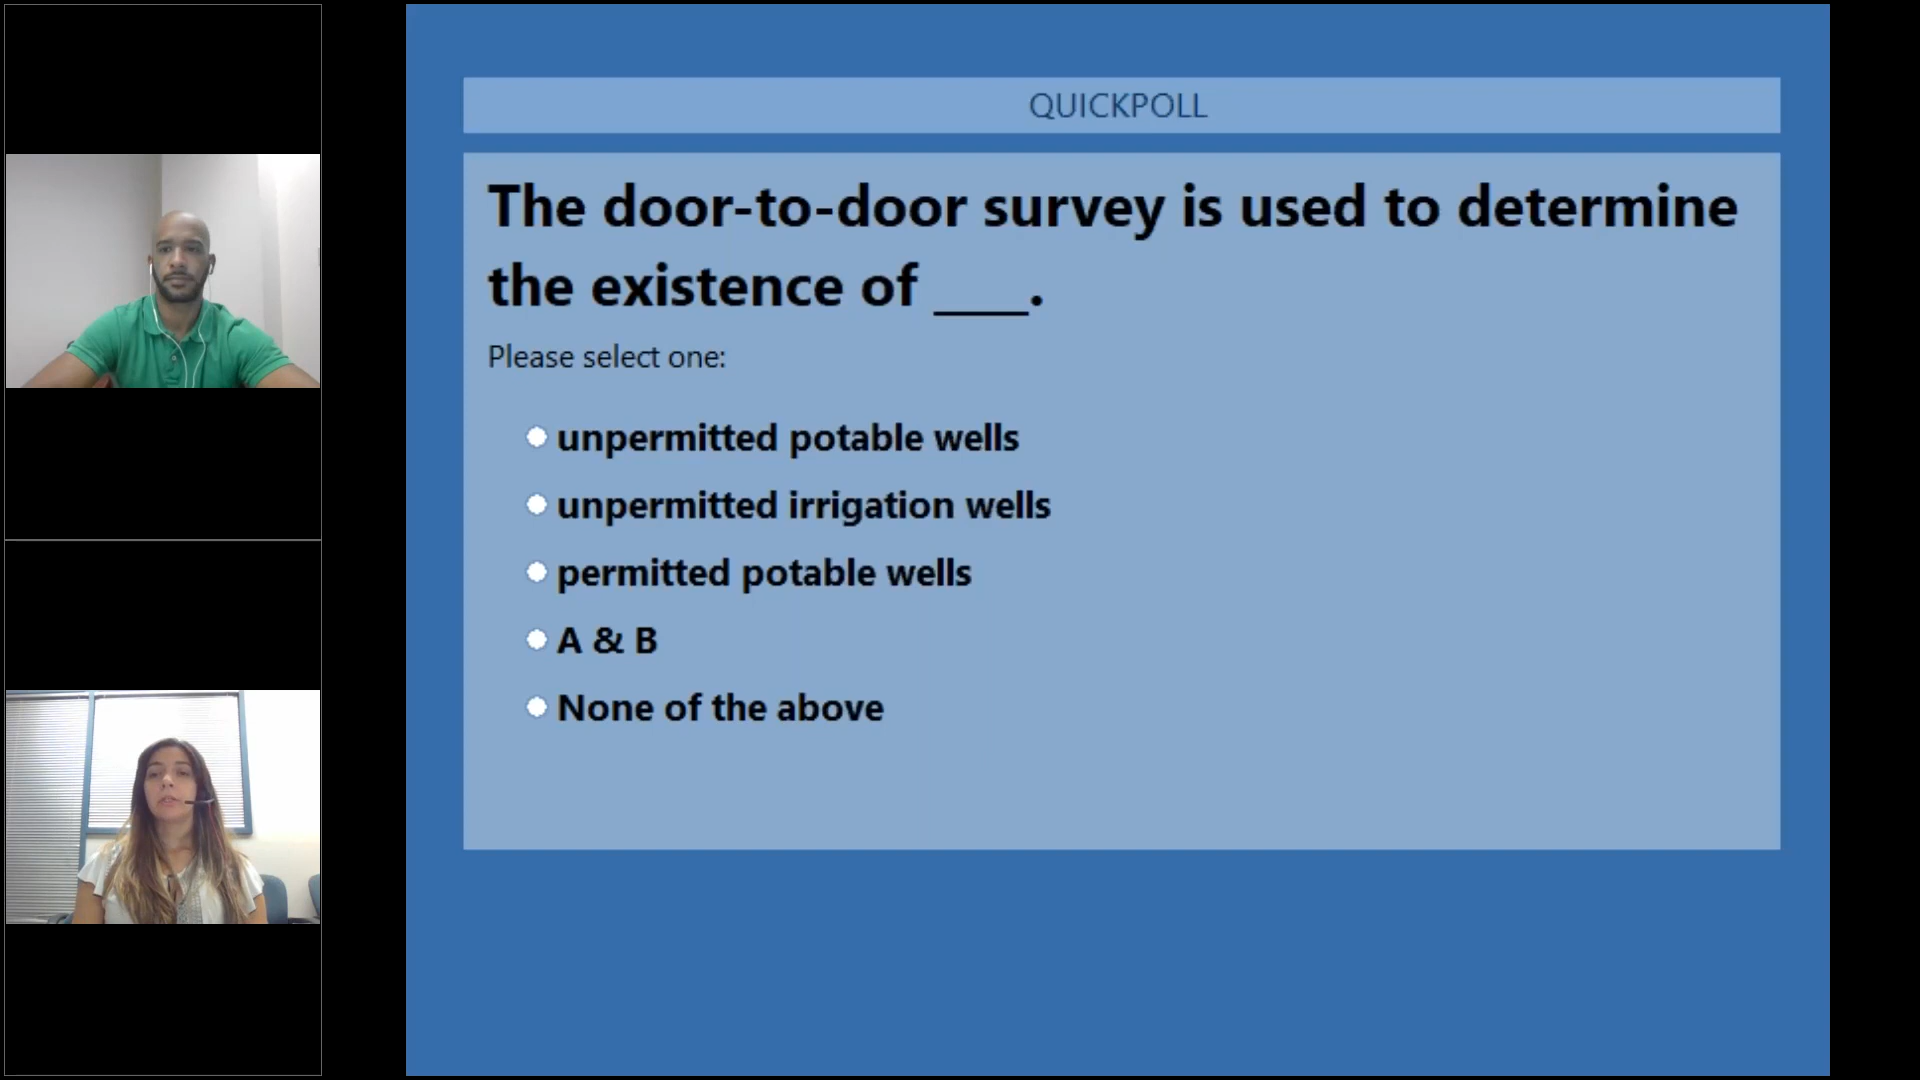 QUICKPOLL
The door-to-door survey is used to determine
the existence of ____.
Please select one:
unpermitted potable wells
unpermitted irrigation wells
permitted potable wells
A & B
None of the above